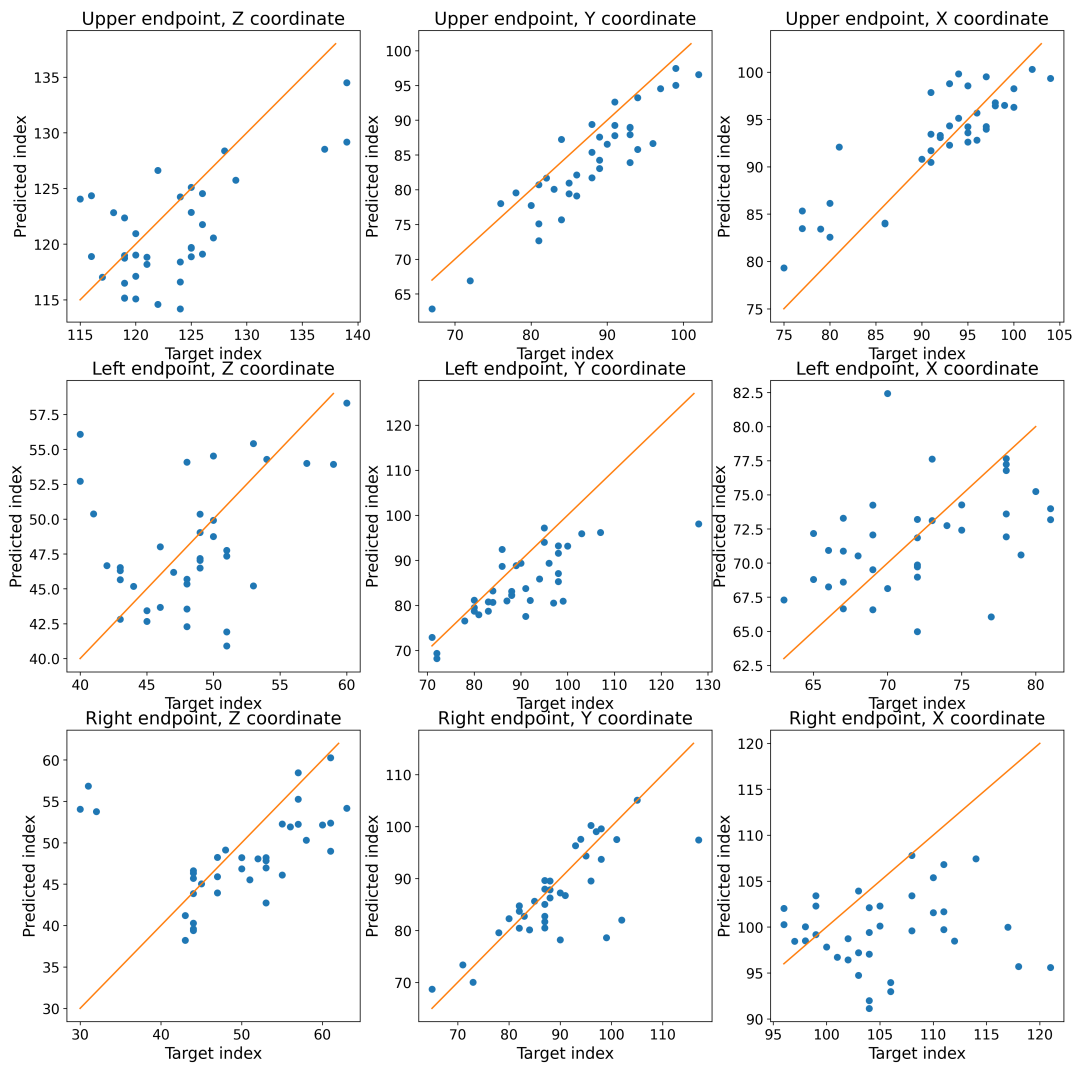 Upper endpoint, Z coordinate
Upper endpoint, Y coordinate
Upper endpoint, X coordinate
Predicted index
135
130
125
120
115
115 120 125 130 135 140
Target index
Predicted index
100
95
90
85
80
75
70
65
70 80 90 100
Target index
Predicted index
100
95
90
85
80
75
75 80 85 90 95 100 105
Target index
Left endpoint, Z coordinate
Left endpoint, Y coordinate
Left endpoint, X coordinate
Predicted index
57.5
55.0
52.5
50.0
47.5
45.0
42.5
40.0
40 45 50 55 60
Target index
Predicted index
120
110
100
90
80
70
70 80 90 100 110 120 130
Target index
Predicted index
82.5
80.0
77.5
75.0
72.5
70.0
67.5
65.0
62.5
65 70 75 80
Target index
Right endpoint, Z coordinate
Right endpoint, Y coordinate
Right endpoint, X coordinate
Predicted index
60
55
50
45
40
35
30
30 40 50 60
Target index
Predicted index
110
100
90
80
70
70 80 90 100 110
Target index
Predicted index
120
115
110
105
100
95
90
95 100 105 110 115 120
Target index